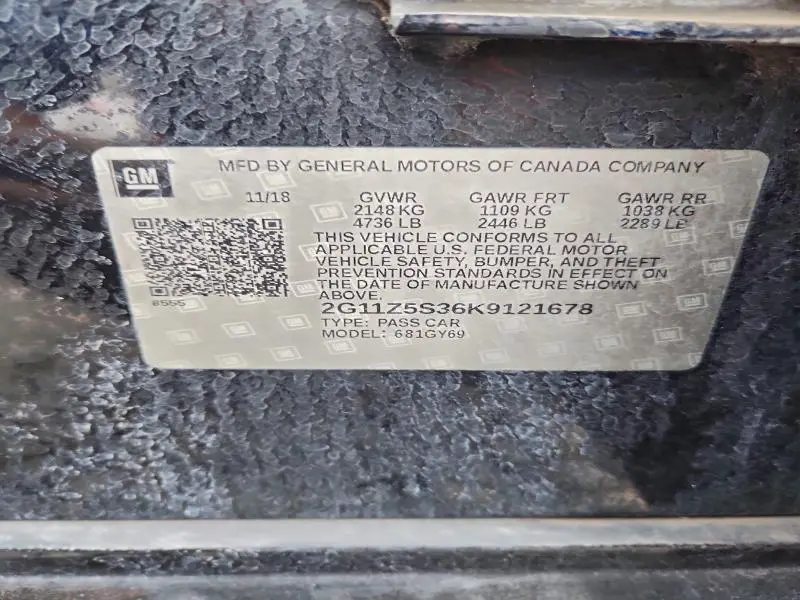 GM
MFD BY GENERAL MOTORS OF CANADA COMPANY
11/18 GVWR GAWR FRT GAWR RR
2148 KG 1109 KG 1038 KG
4736 LB 2446 LB 2289 LB
THIS VEHICLE CONFORMS TO ALL
APPLICABLE U.S. FEDERAL MOTOR
VEHICLE SAFETY, BUMPER, AND THEFT
PREVENTION STANDARDS IN EFFECT ON
THE DATE OF MANUFACTURE SHOWN
ABOVE.
8555
2G11Z5S36K9121678
TYPE: PASS CAR
MODEL: 681GY69